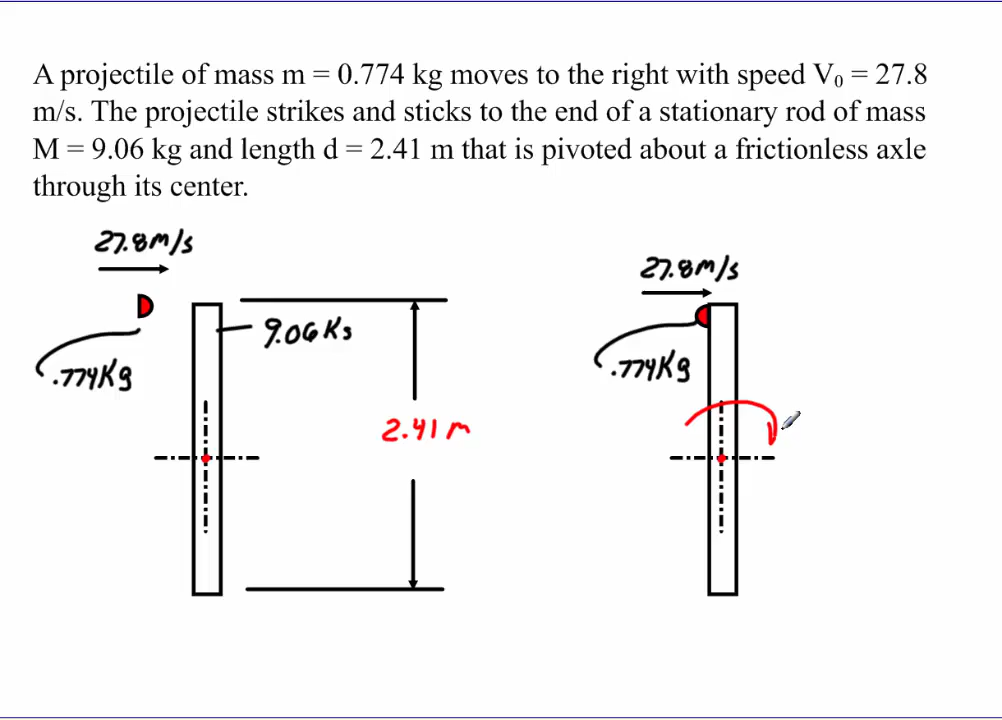 A projectile of mass m = 0.774 kg moves to the right with speed V₀ = 27.8
m/s. The projectile strikes and sticks to the end of a stationary rod of mass
M = 9.06 kg and length d = 2.41 m that is pivoted about a frictionless axle
through its center.
27.8m/s
9.06Kg
.774Kg
2.41 m
27.8m/s
.774Kg